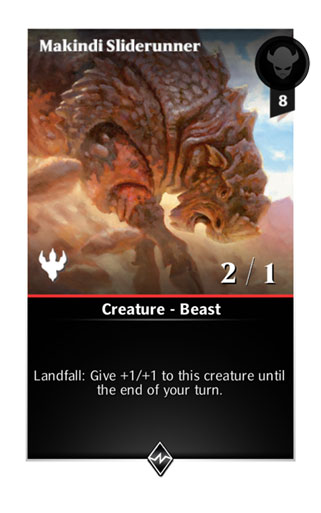 Makindi Sliderunner
8
2 / 1
Creature - Beast
Landfall: Give +1/+1 to this creature until
the end of your turn.